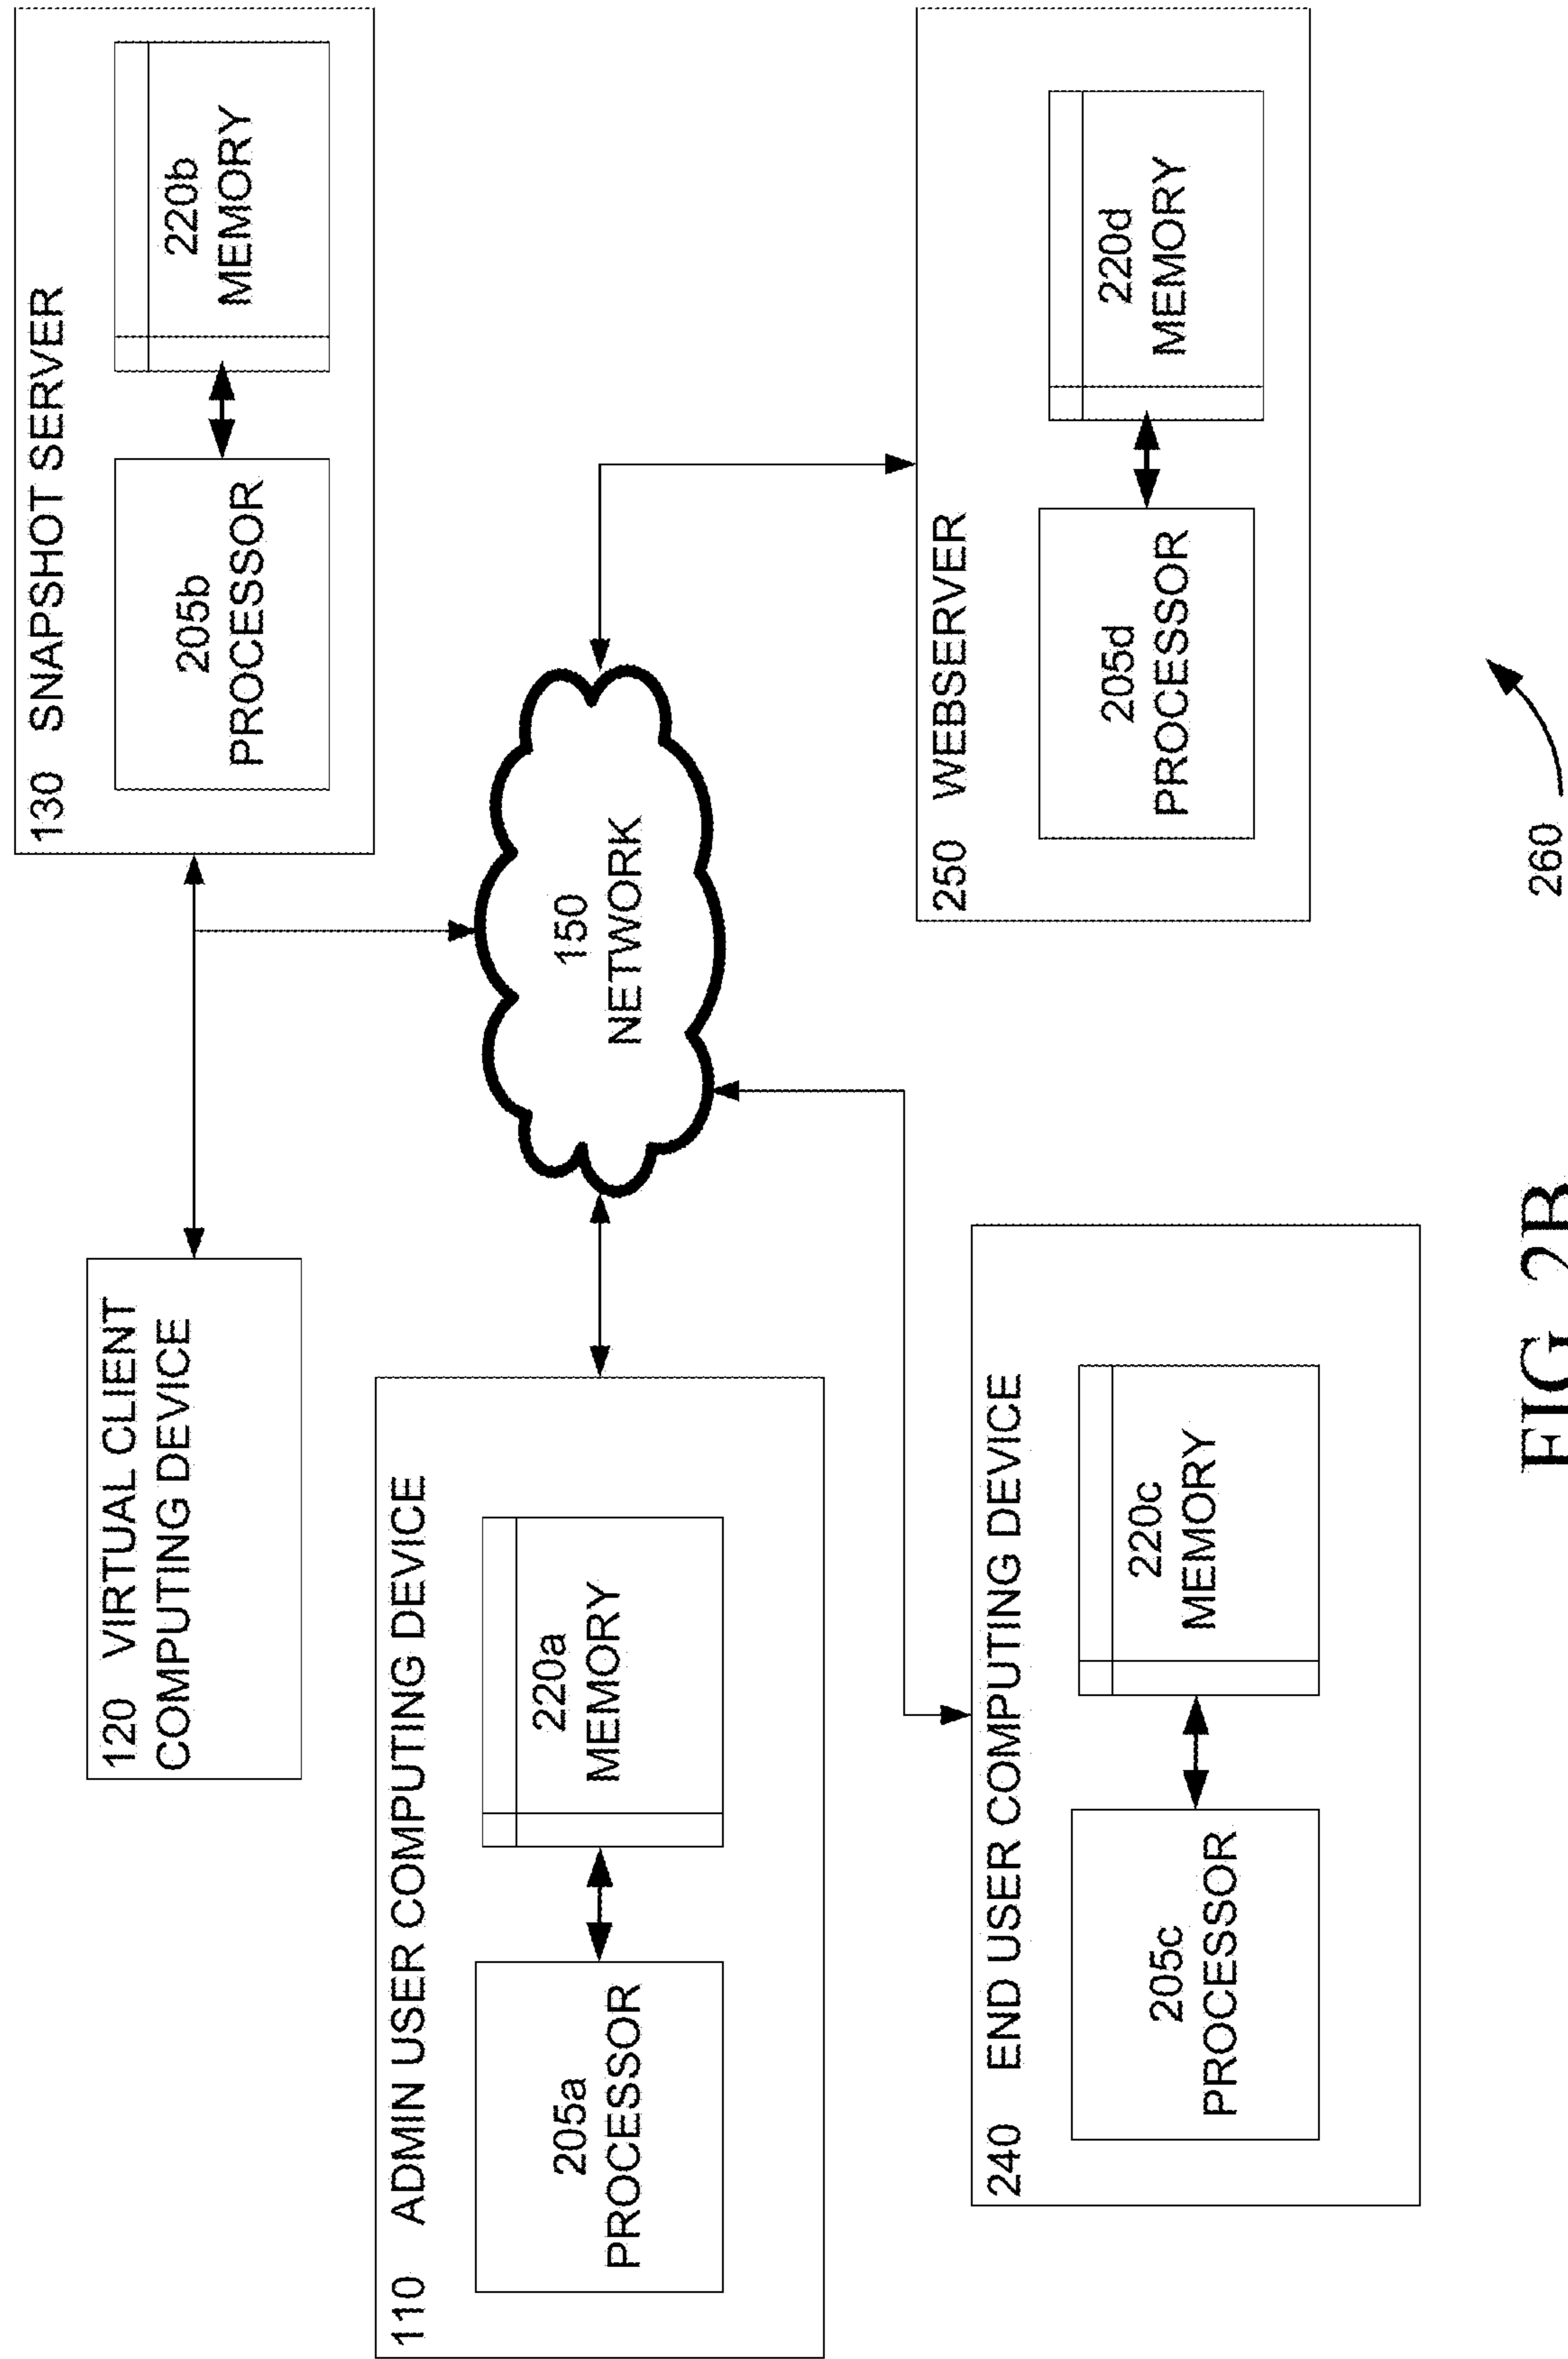 120 VIRTUAL CLIENT
COMPUTING DEVICE
130 SNAPSHOT SERVER
205b
PROCESSOR
220b
MEMORY
110 ADMIN USER COMPUTING DEVICE
205a
PROCESSOR
220a
MEMORY
150
NETWORK
240 END USER COMPUTING DEVICE
205c
PROCESSOR
220c
MEMORY
250 WEBSERVER
205d
PROCESSOR
220d
MEMORY
260
FIG. 2B